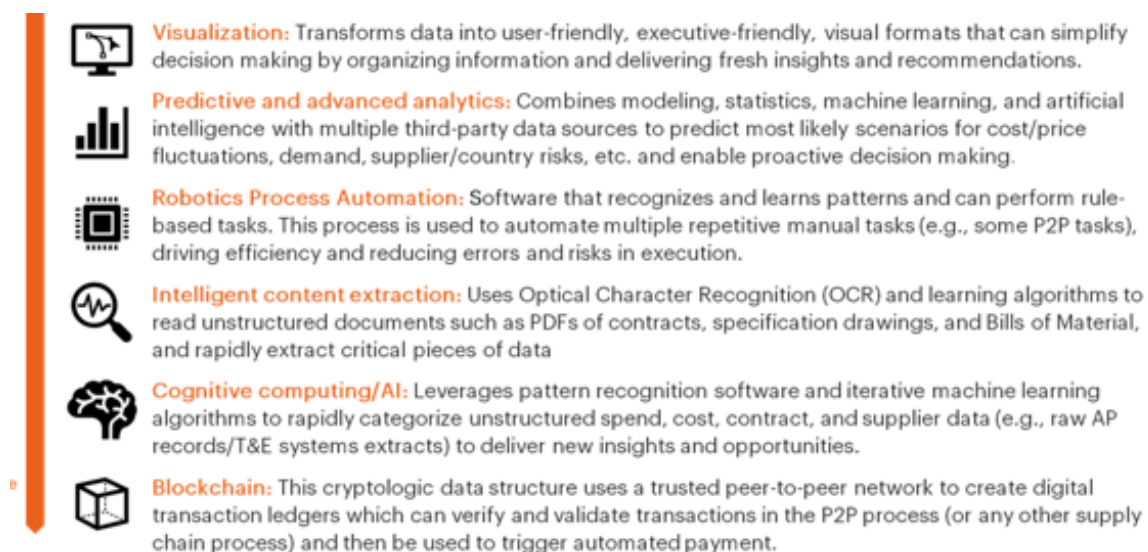 Visualization: Transforms data into user-friendly, executive-friendly, visual formats that can simplify
decision making by organizing information and delivering fresh insights and recommendations.
Predictive and advanced analytics: Combines modeling, statistics, machine learning, and artificial
intelligence with multiple third-party data sources to predict most likely scenarios for cost/price
fluctuations, demand, supplier/country risks, etc. and enable proactive decision making.
Robotics Process Automation: Software that recognizes and learns patterns and can perform rule-
based tasks. This process is used to automate multiple repetitive manual tasks (e.g., some P2P tasks),
driving efficiency and reducing errors and risks in execution.
Intelligent content extraction: Uses Optical Character Recognition (OCR) and learning algorithms to
read unstructured documents such as PDFs of contracts, specification drawings, and Bills of Material,
and rapidly extract critical pieces of data
Cognitive computing/AI: Leverages pattern recognition software and iterative machine learning
algorithms to rapidly categorize unstructured spend, cost, contract, and supplier data (e.g., raw AP
records/T&E systems extracts) to deliver new insights and opportunities.
e
Blockchain: This cryptologic data structure uses a trusted peer-to-peer network to create digital
transaction ledgers which can verify and validate transactions in the P2P process (or any other supply
chain process) and then be used to trigger automated payment.